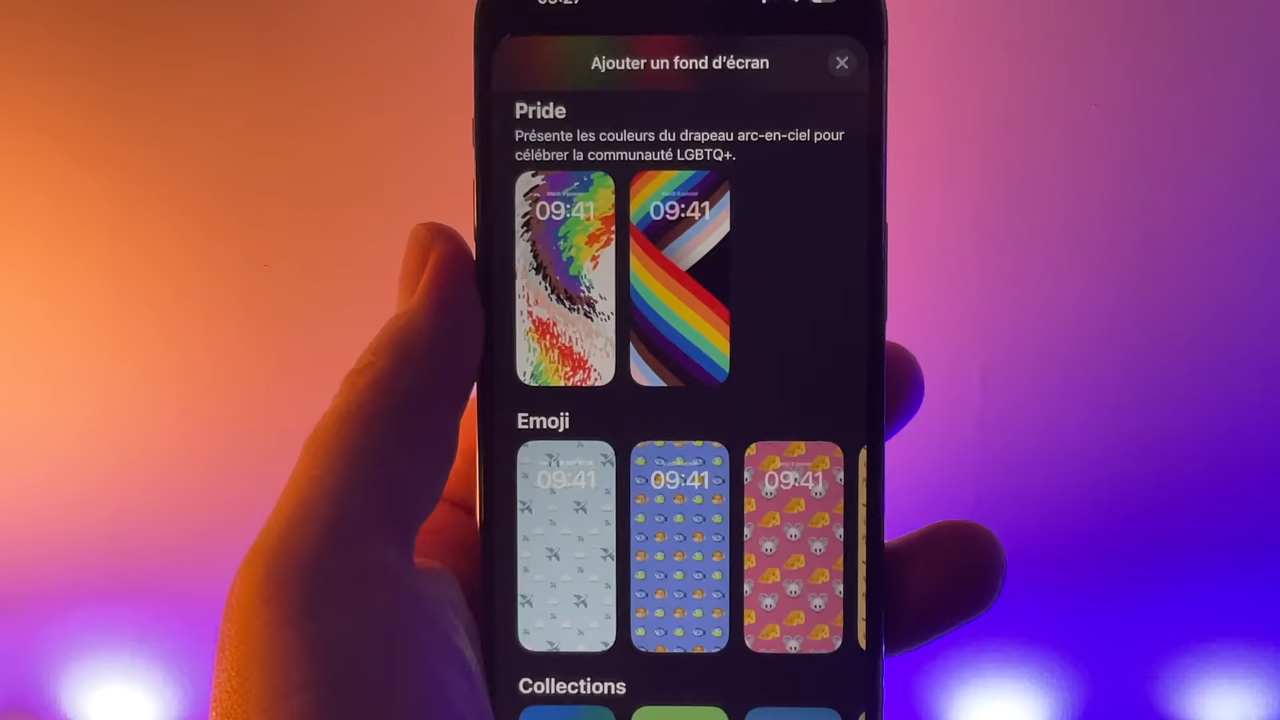 Ajouter un fond d'écran
Pride
Présente les couleurs du drapeau arc-en-ciel pour
célébrer la communauté LGBTQ+.
09:41
09:41
Emoji
09:41
09:41
09:41
Collections